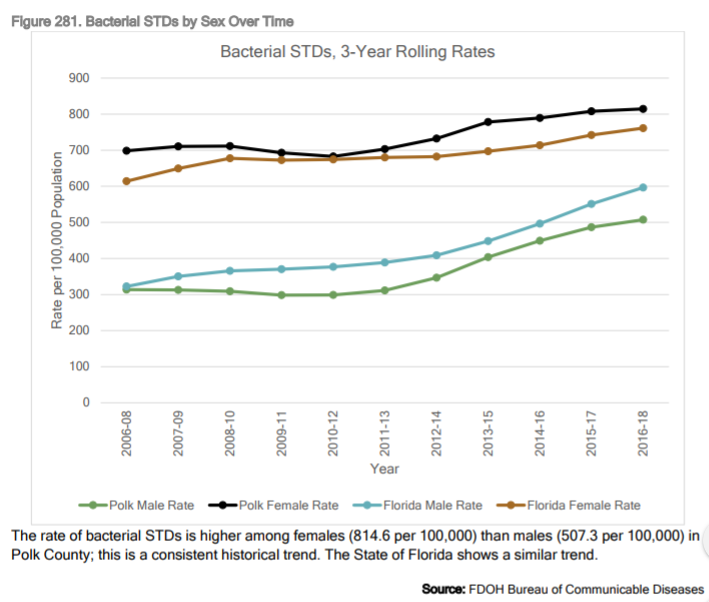 Figure 281. Bacterial STDs by Sex Over Time
Bacterial STDs, 3-Year Rolling Rates
900
800
700
600
500
400
300
200
100
0
Rate per 100,000 Population
2006-08
2007-09
2008-10
2009-11
2010-12
2011-13
2012-14
2013-15
2014-16
2015-17
2016-18
Year
Polk Male Rate
Polk Female Rate
Florida Male Rate
Florida Female Rate
The rate of bacterial STDs is higher among females (814.6 per 100,000) than males (507.3 per 100,000) in
Polk County; this is a consistent historical trend. The State of Florida shows a similar trend.
Source: FDOH Bureau of Communicable Diseases